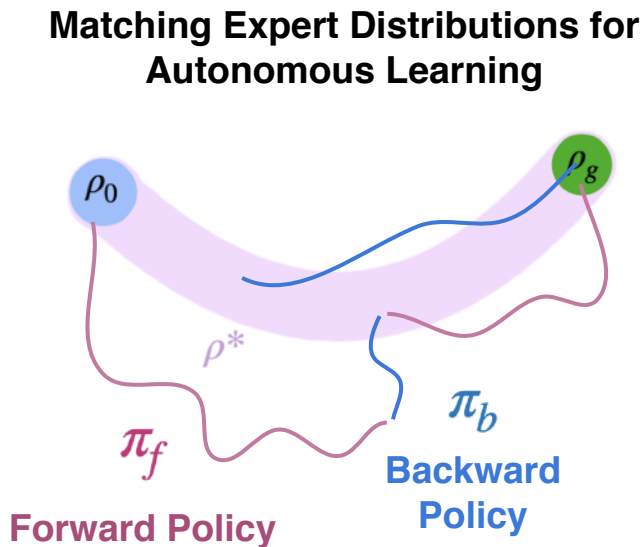 Matching Expert Distributions for
Autonomous Learning
ρ0
ρg
ρ*
πf
πb
Backward
Policy
Forward Policy